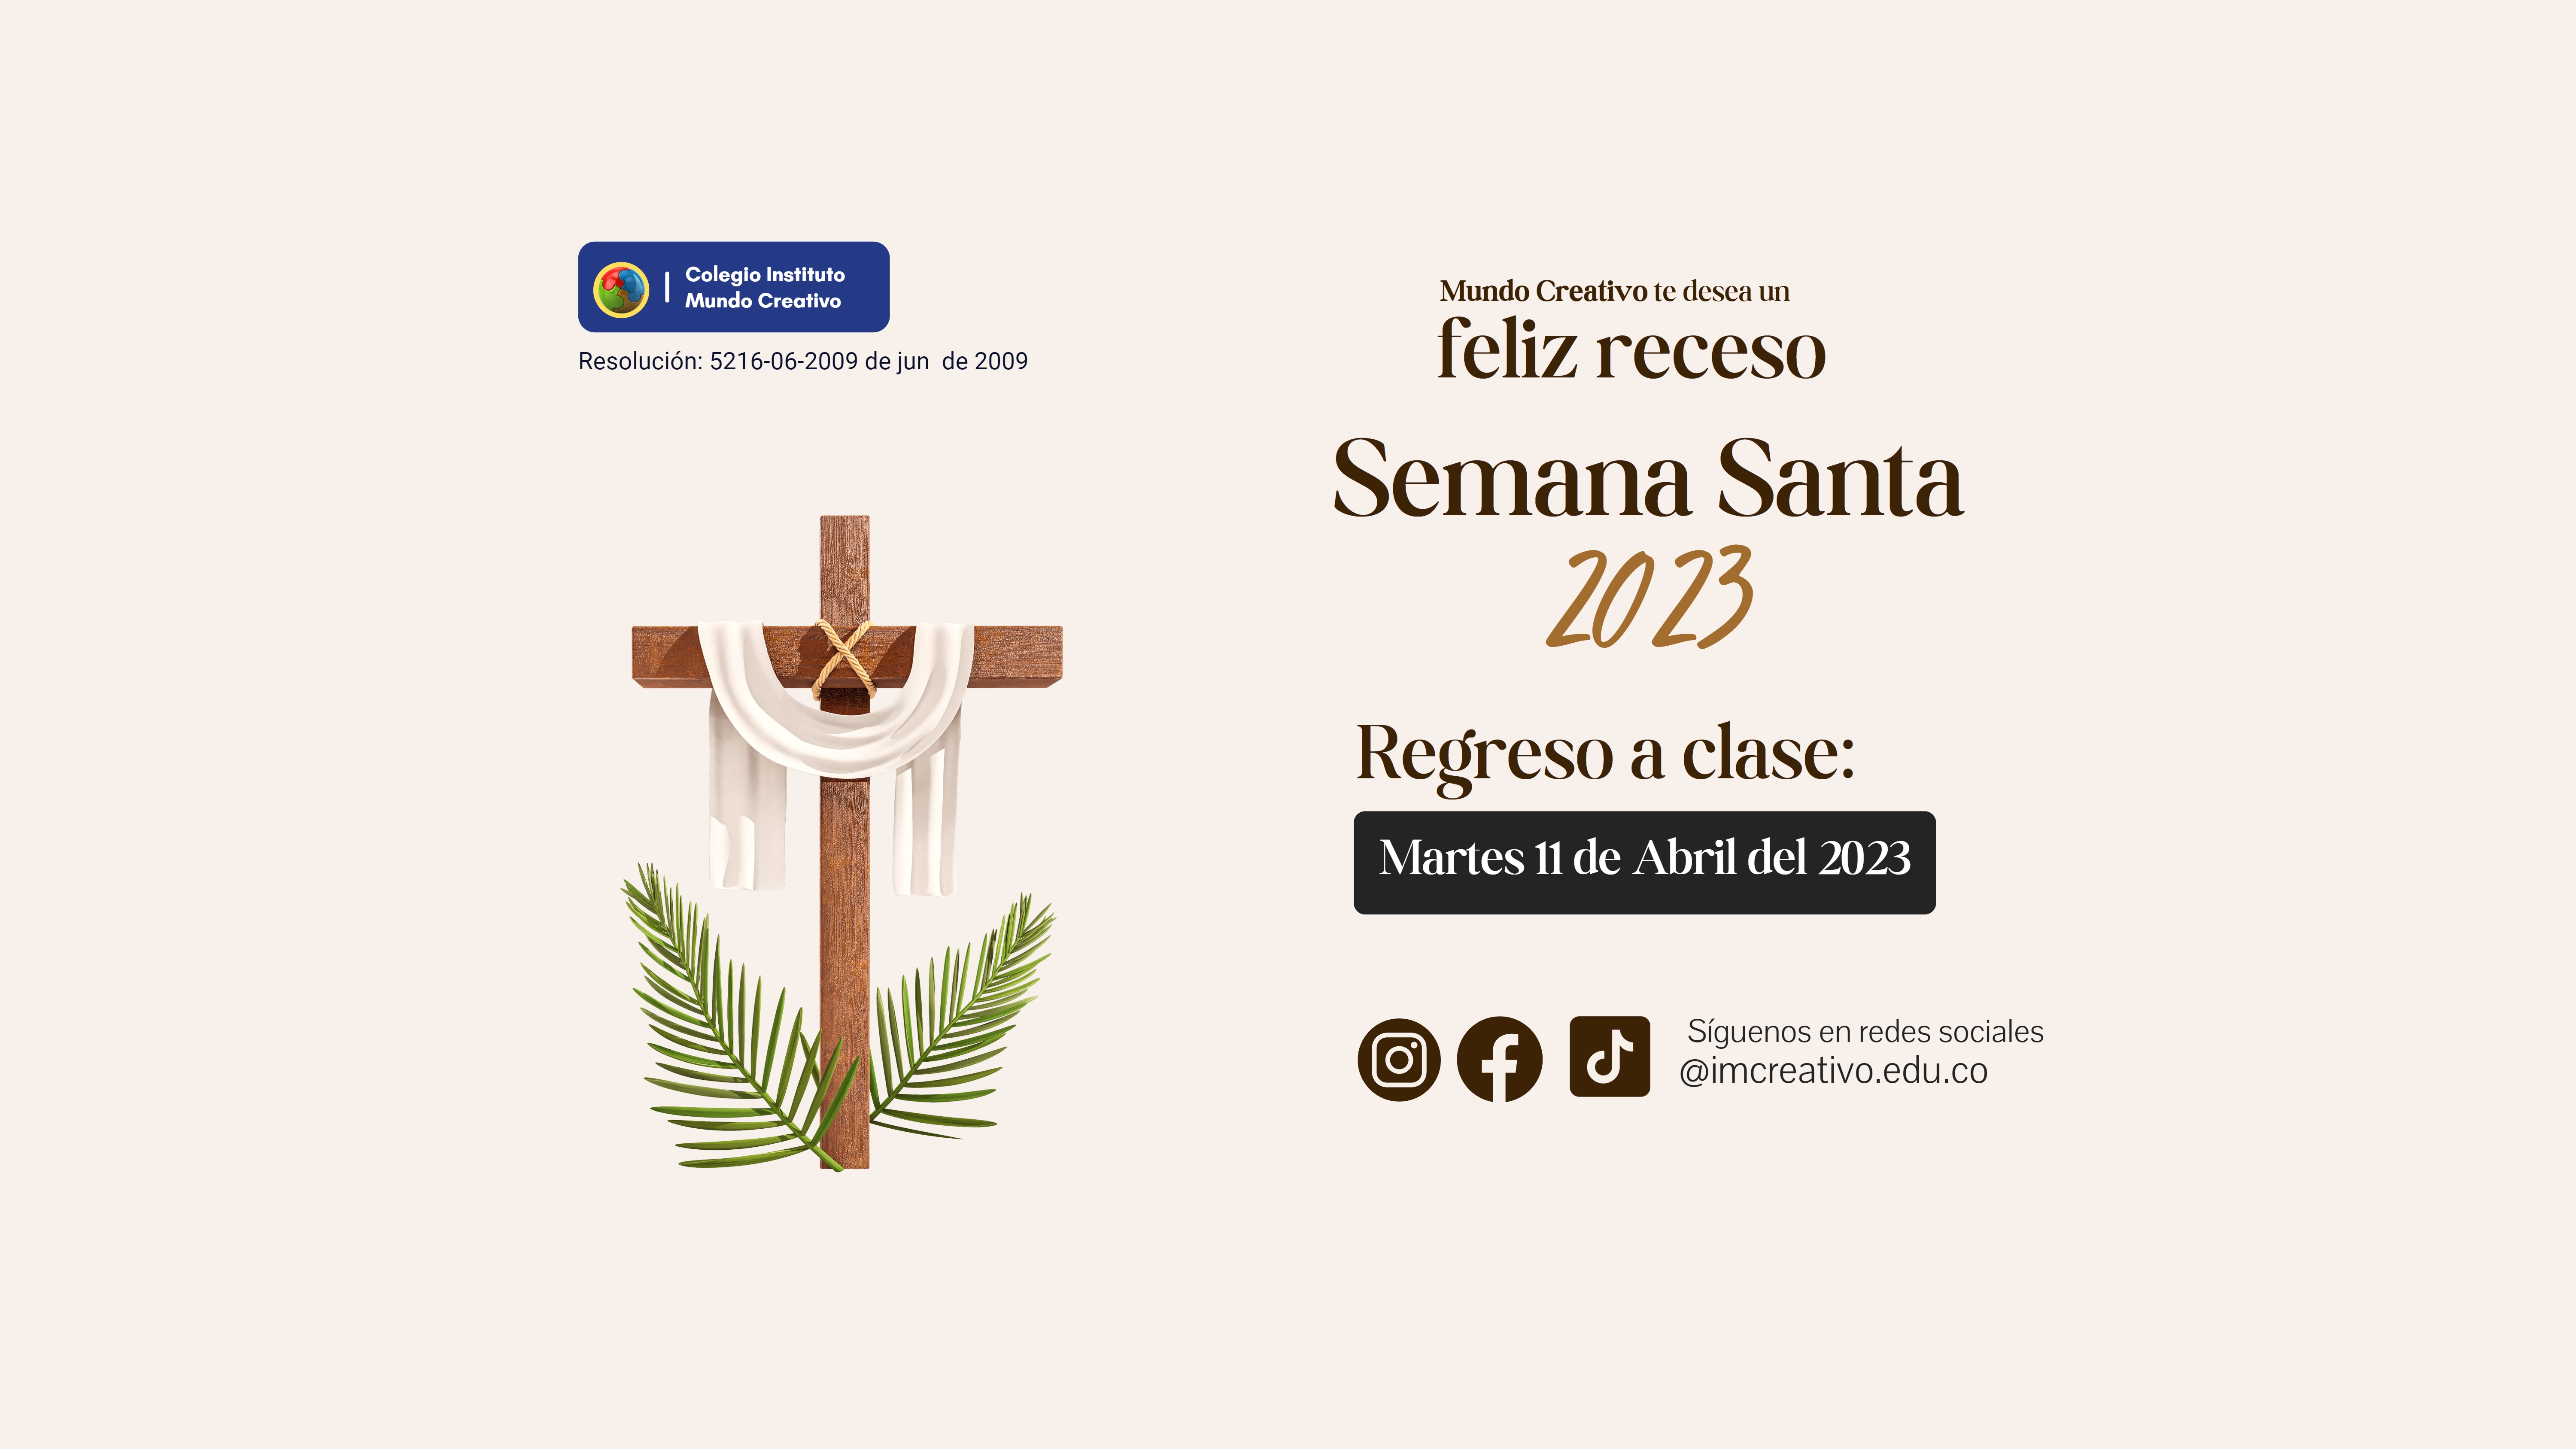 Colegio Instituto
Mundo Creativo
Resolución: 5216-06-2009 de jun  de 2009
Mundo Creativo te desea un
feliz receso
Semana Santa
2023
Regreso a clase:
Martes 11 de Abril del 2023
Síguenos en redes sociales
@imcreativo.edu.co